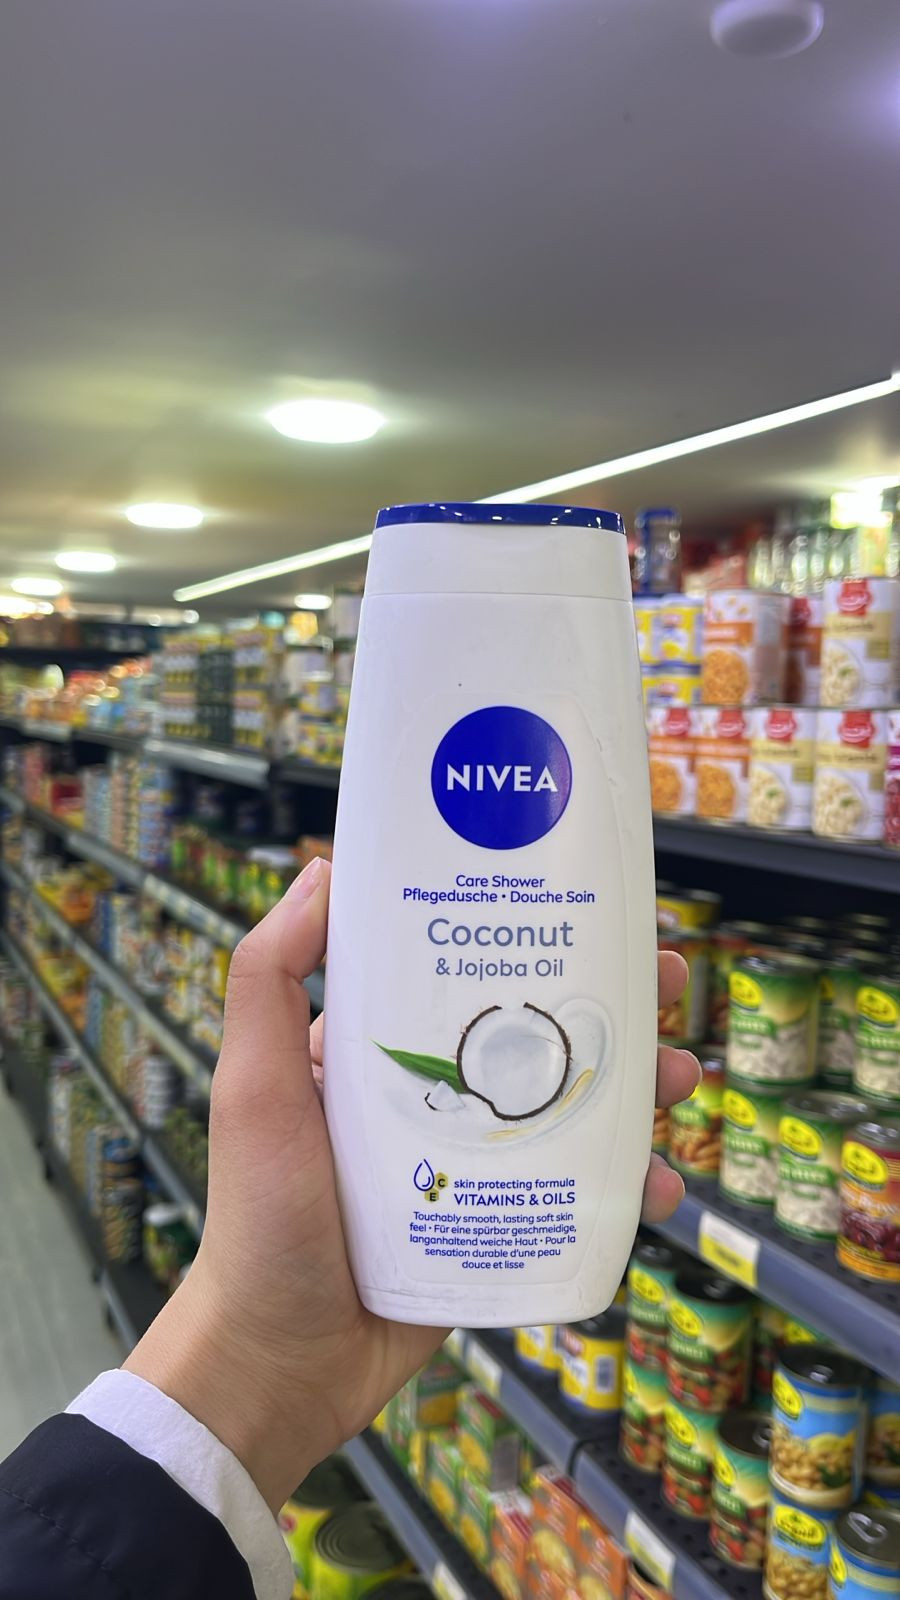 NIVEA
Care Shower
Pflegedusche • Douche Soin
Coconut
& Jojoba Oil
C
E
skin protecting formula
VITAMINS & OILS
Touchably smooth, lasting soft skin
feel • Für eine spürbar geschmeidige,
langanhaltend weiche Haut • Pour la
sensation durable d'une peau
douce et lisse